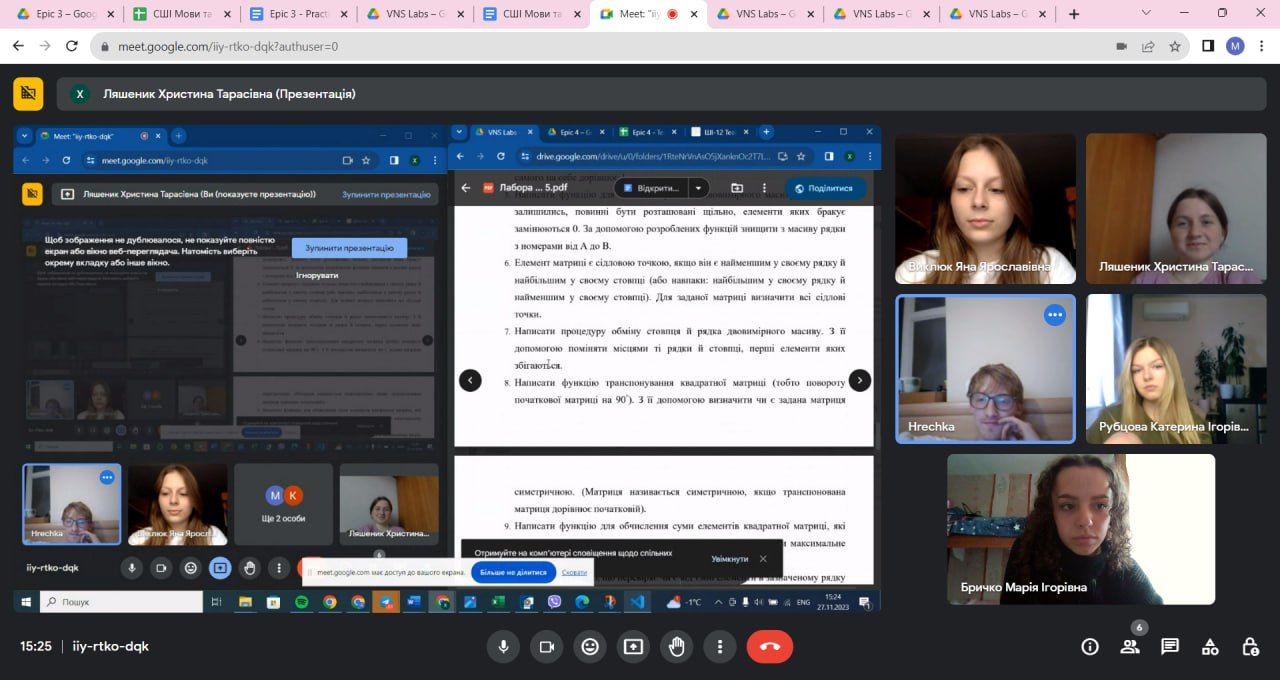 Epic 3 – Goog
СШІ Мови та
Epic 3 - Practi
VNS Labs – G
СШІ Мови та
Meet: "iiy
VNS Labs – G
VNS Labs – G
VNS Labs – G
meet.google.com/iiy-rtko-dqk?authuser=0
M
X
Ляшеник Христина Тарасівна (Презентація)
Meet: "iiy-rtko-dqk"
meet.google.com/iiy-rtko-dqk
Ляшеник Христина Тарасівна (Ви (показуєте презентацію))
Зупинити презентацію
Щоб зображення не дублювалося, не показуйте повністю
екран або вікно веб-переглядача. Натомість виберіть
окрему вкладку або інше вікно.
Зупинити презентацію
Ігнорувати
Hrechka
Ще 2 особи
M K
Ляшеник Христина...
iiy-rtko-dqk
VNS Labs
Epic 4 – G
Epic 4 - Te
ШІ-12 Tea
drive.google.com/drive/u/0/folders/
Лабора ... 5.pdf
Відкрити...
Поділитися
залишились, повинні бути розташовані щільно, елементи яких бракує
замінюються 0. За допомогою розроблених функцій знищити з масиву рядки
з номерами від А до В.
6. Елемент матриці є сідловою точкою, якщо він є найменшим у своєму рядку й
найбільшим у своєму стовпці (або навпаки: найбільшим у своєму рядку й
найменшим у своєму стовпці). Для заданої матриці визначити всі сідлові
точки.
7. Написати процедуру обміну стовпця й рядка двовимірного масиву. З її
допомогою поміняти місцями ті рядки й стовпці, перші елементи яких
збігаються.
8. Написати функцію транспонування квадратної матриці (тобто повороту
початкової матриці на 90°). З її допомогою визначити чи є задана матриця
симетричною. (Матриця називається симетричною, якщо транспонована
матриця дорівнює початковій).
9. Написати функцію для обчислення суми елементів квадратної матриці, які
максимальне
зазначеному рядку
Отримуйте на комп'ютері сповіщення щодо спільних
Увімкнути
meet.google.com має доступ до вашого екрана.
Більше не ділитися
Сховати
Пошук
-1°C
ENG
15:24
27.11.2023
Виклюк Яна Ярославівна
Ляшеник Христина Тарас...
Hrechka
Рубцова Катерина Ігорів...
Бричко Марія Ігорівна
15:25
iiy-rtko-dqk
6